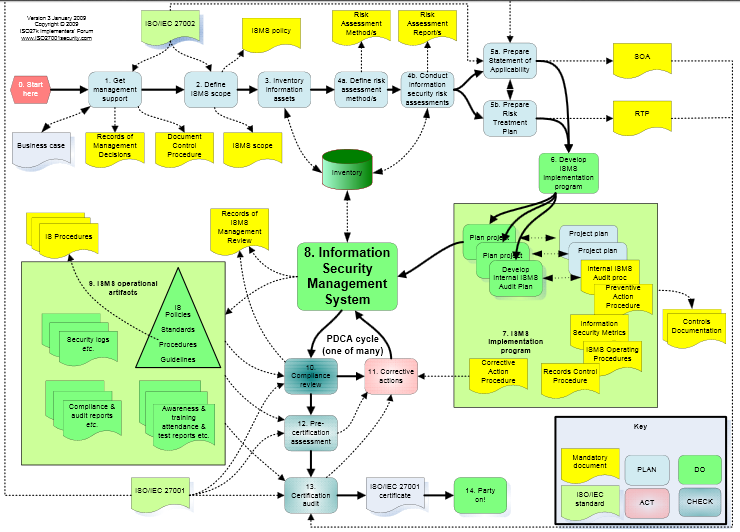 Version 3 January 2009
Copyright © 2009
ISO27k Implementers' Forum
www.ISO27001security.com
ISO/IEC 27002
ISMS policy
Risk
Assessment
Method/s
Risk
Assessment
Report/s
5a. Prepare
Statement of
Applicability
SOA
0. Start
here
1. Get
management
support
2. Define
ISMS scope
3. Inventory
information
assets
4a. Define risk
assessment
method/s
4b. Conduct
information
security risk
assessments
5b. Prepare
Risk
Treatment
Plan
RTP
Business case
Records of
Management
Decisions
Document
Control
Procedure
ISMS scope
Inventory
6. Develop
ISMS
Implementation
program
IS Procedures
Records of
ISMS
Management
Review
8. Information
Security
Management
System
Plan project
Plan project
Develop
Internal ISMS
Audit Plan
Project plan
Project plan
Internal ISMS
Audit proc
Preventive
Action
Procedure
Information
Security Metrics
ISMS Operating
Procedures
Controls
Documentation
7. ISMS
implementation
program
Corrective
Action
Procedure
Records Control
Procedure
9. ISMS operational
artifacts
IS
Policies
Standards
Procedures
Guidelines
Security logs
etc.
Compliance &
audit reports
etc.
Awareness &
training
attendance &
test reports etc.
PDCA cycle
(one of many)
10.
Compliance
review
11. Corrective
actions
12. Pre-
certification
assessment
ISO/IEC 27001
13.
Certification
audit
ISO/IEC 27001
certificate
14. Party
on!
Key
Mandatory
document
PLAN
DO
ISO/IEC
standard
ACT
CHECK